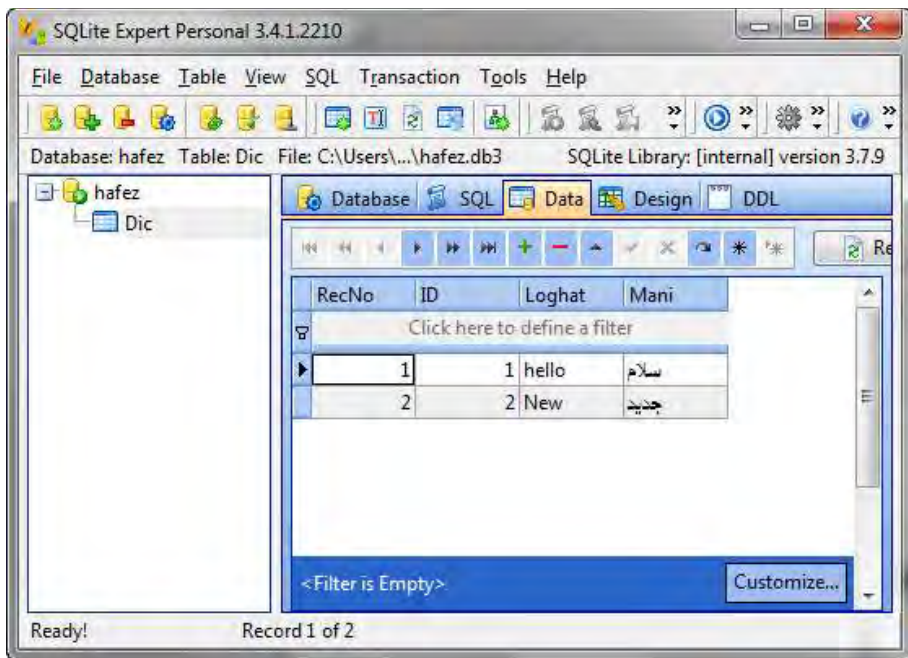 SQLite Expert Personal 3.4.1.2210
File Database Table View SQL Transaction Tools Help
Database: hafez Table: Dic File: C:\Users\...\hafez.db3 SQLite Library: [internal] version 3.7.9
hafez
Dic
Database SQL Data Design DDL
Re
RecNo ID Loghat Mani
Click here to define a filter
1 1 hello سلام
2 2 New جدید
<Filter is Empty> Customize...
Ready! Record 1 of 2